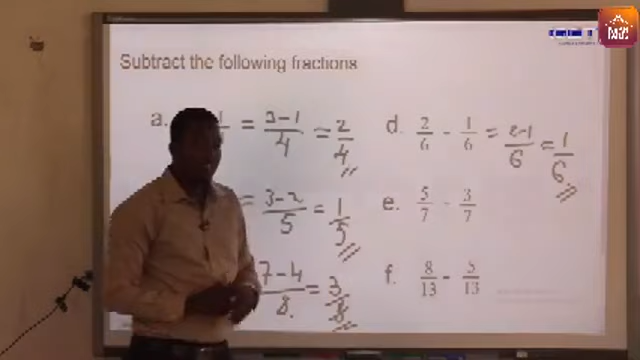 Subtract the following fractions
a. 1 = 3-1/4 = 2/4
= 3-2/5 = 1/5
7-4/8 = 3/8
d. 2/6 - 1/6 = 2-1/6 = 1/6
e. 5/7 - 3/7
f. 8/13 - 5/13